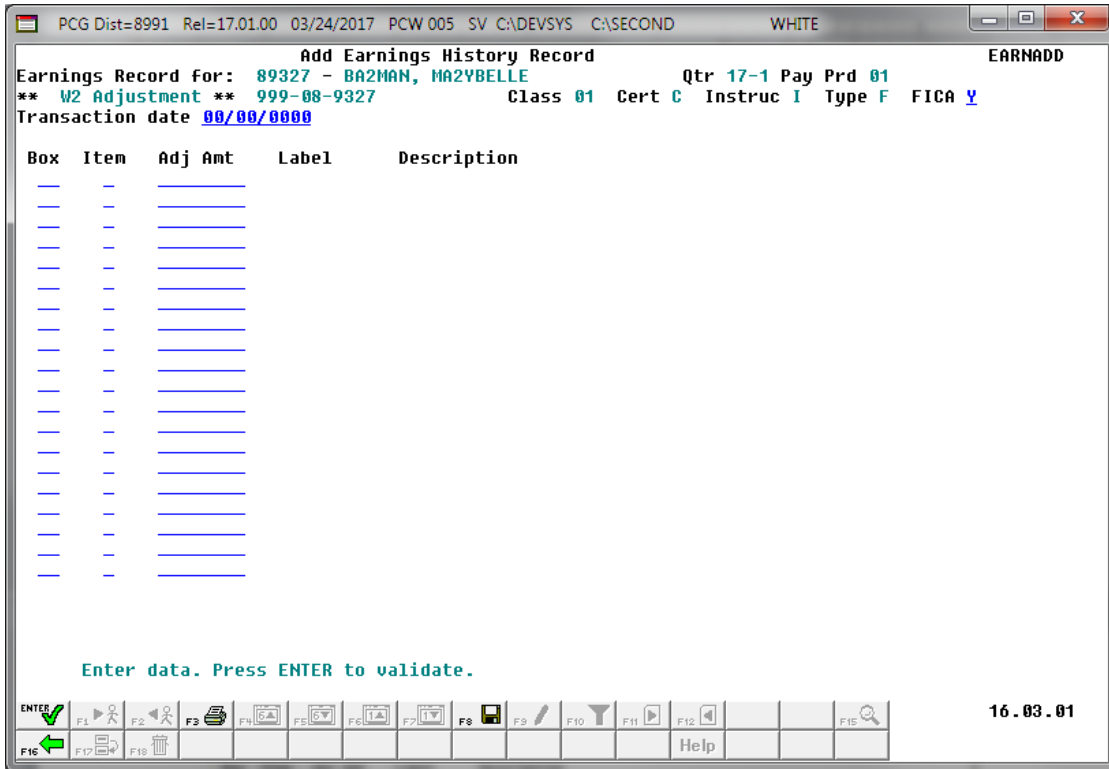 PCG Dist=8991 Rel=17.01.00 03/24/2017 PCW 005 SV C:\DEVSYS C:\SECOND WHITE
Add Earnings History Record EARNADD
Earnings Record for: 89327 - BA2MAN, MA2YBELLE Qtr 17-1 Pay Prd 01
** W2 Adjustment ** 999-08-9327 Class 01 Cert C Instruc I Type F FICA Y
Transaction date 00/00/0000
Box Item Adj Amt Label Description
Enter data. Press ENTER to validate.
ENTER F1 F2 F3 F4 F5 F6 F7 F8 F9 F10 F11 F12 F15 16.03.01
F16 F17 F18 Help